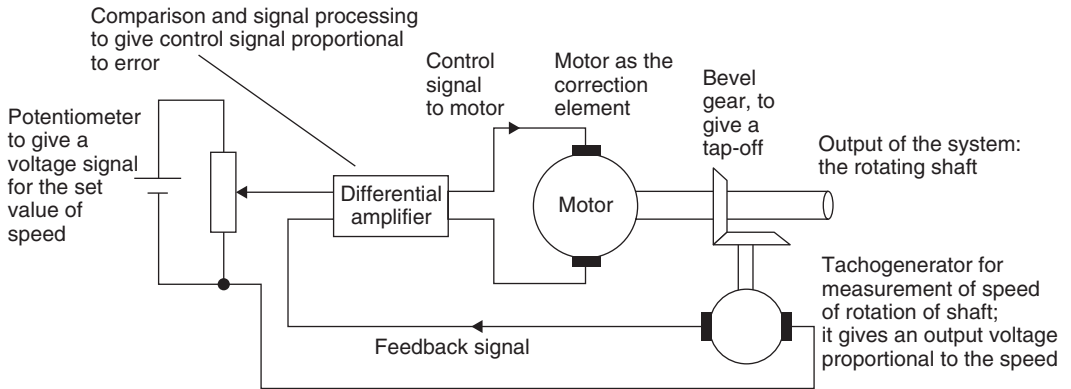 Comparison and signal processing
to give control signal proportional
to error
Control
signal
to motor
Motor as the
correction
element
Bevel
gear, to
give a
tap-off
Output of the system:
the rotating shaft
Potentiometer
to give a
voltage signal
for the set
value of
speed
Differential
amplifier
Motor
Tachogenerator for
measurement of speed
of rotation of shaft;
it gives an output voltage
proportional to the speed
Feedback signal